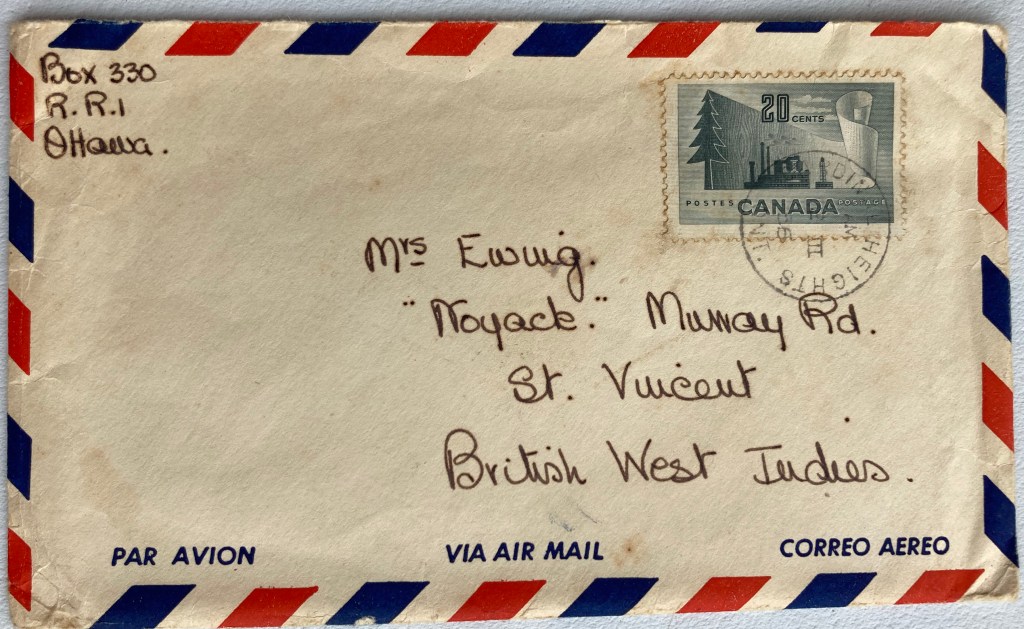 Box 330
R. R. 1
Ottawa.
20 CENTS
POSTES CANADA POSTAGE
HEIGHTS
Mrs Ewing.
"Noyack." Murray Rd.
St. Vincent
British West Indies.
PAR AVION
VIA AIR MAIL
CORREO AEREO